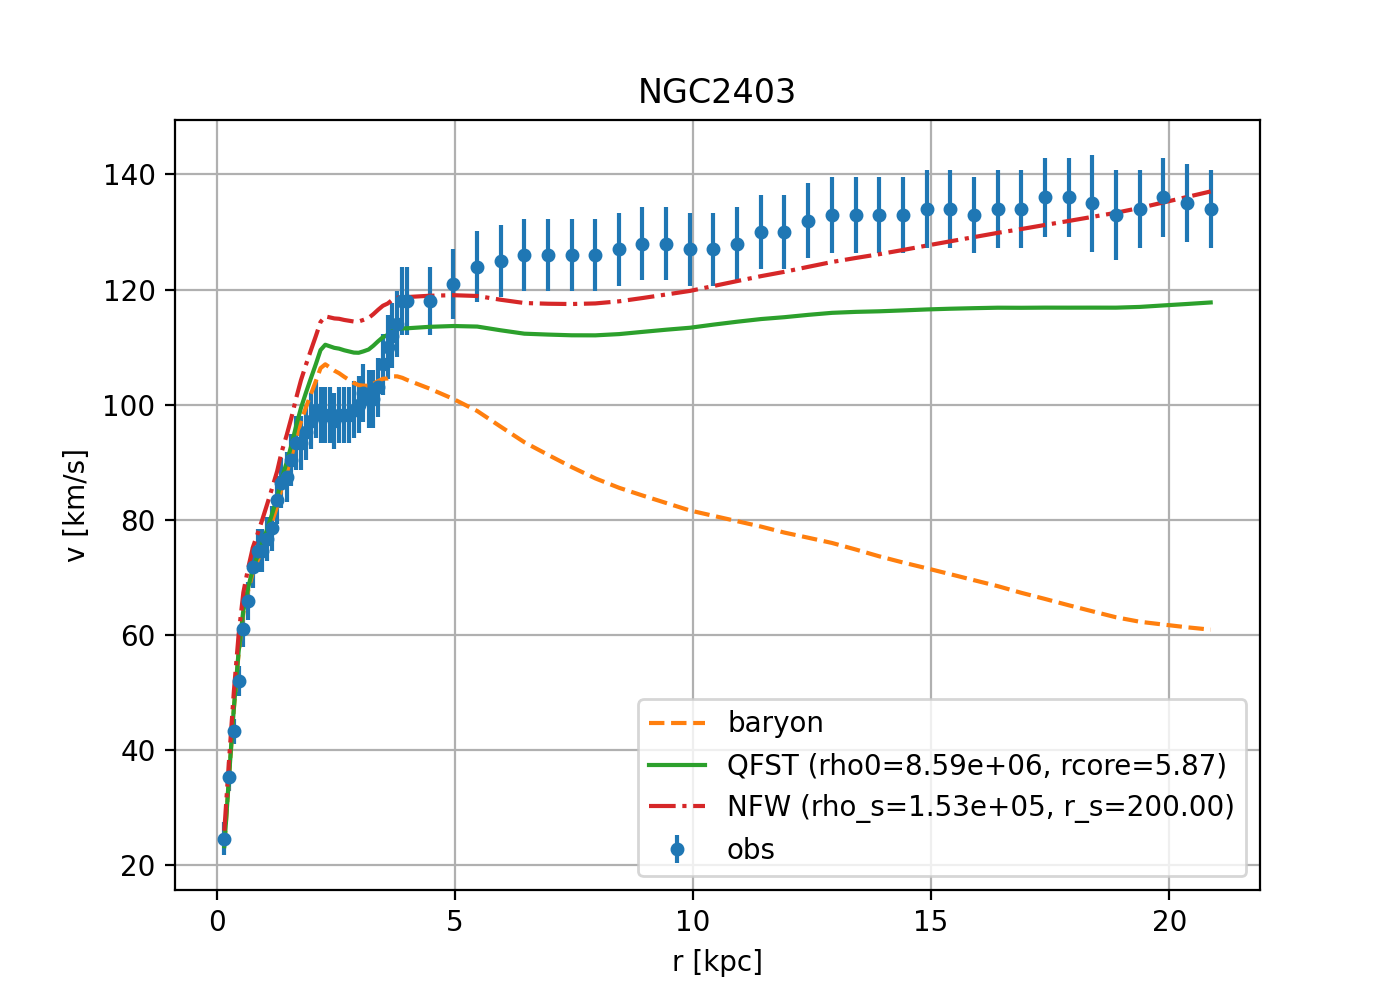 NGC2403
140
120
100
80
60
40
20
v [km/s]
baryon
QFST (rho0=8.59e+06, rcore=5.87)
NFW (rho_s=1.53e+05, r_s=200.00)
obs
0 5 10 15 20
r [kpc]